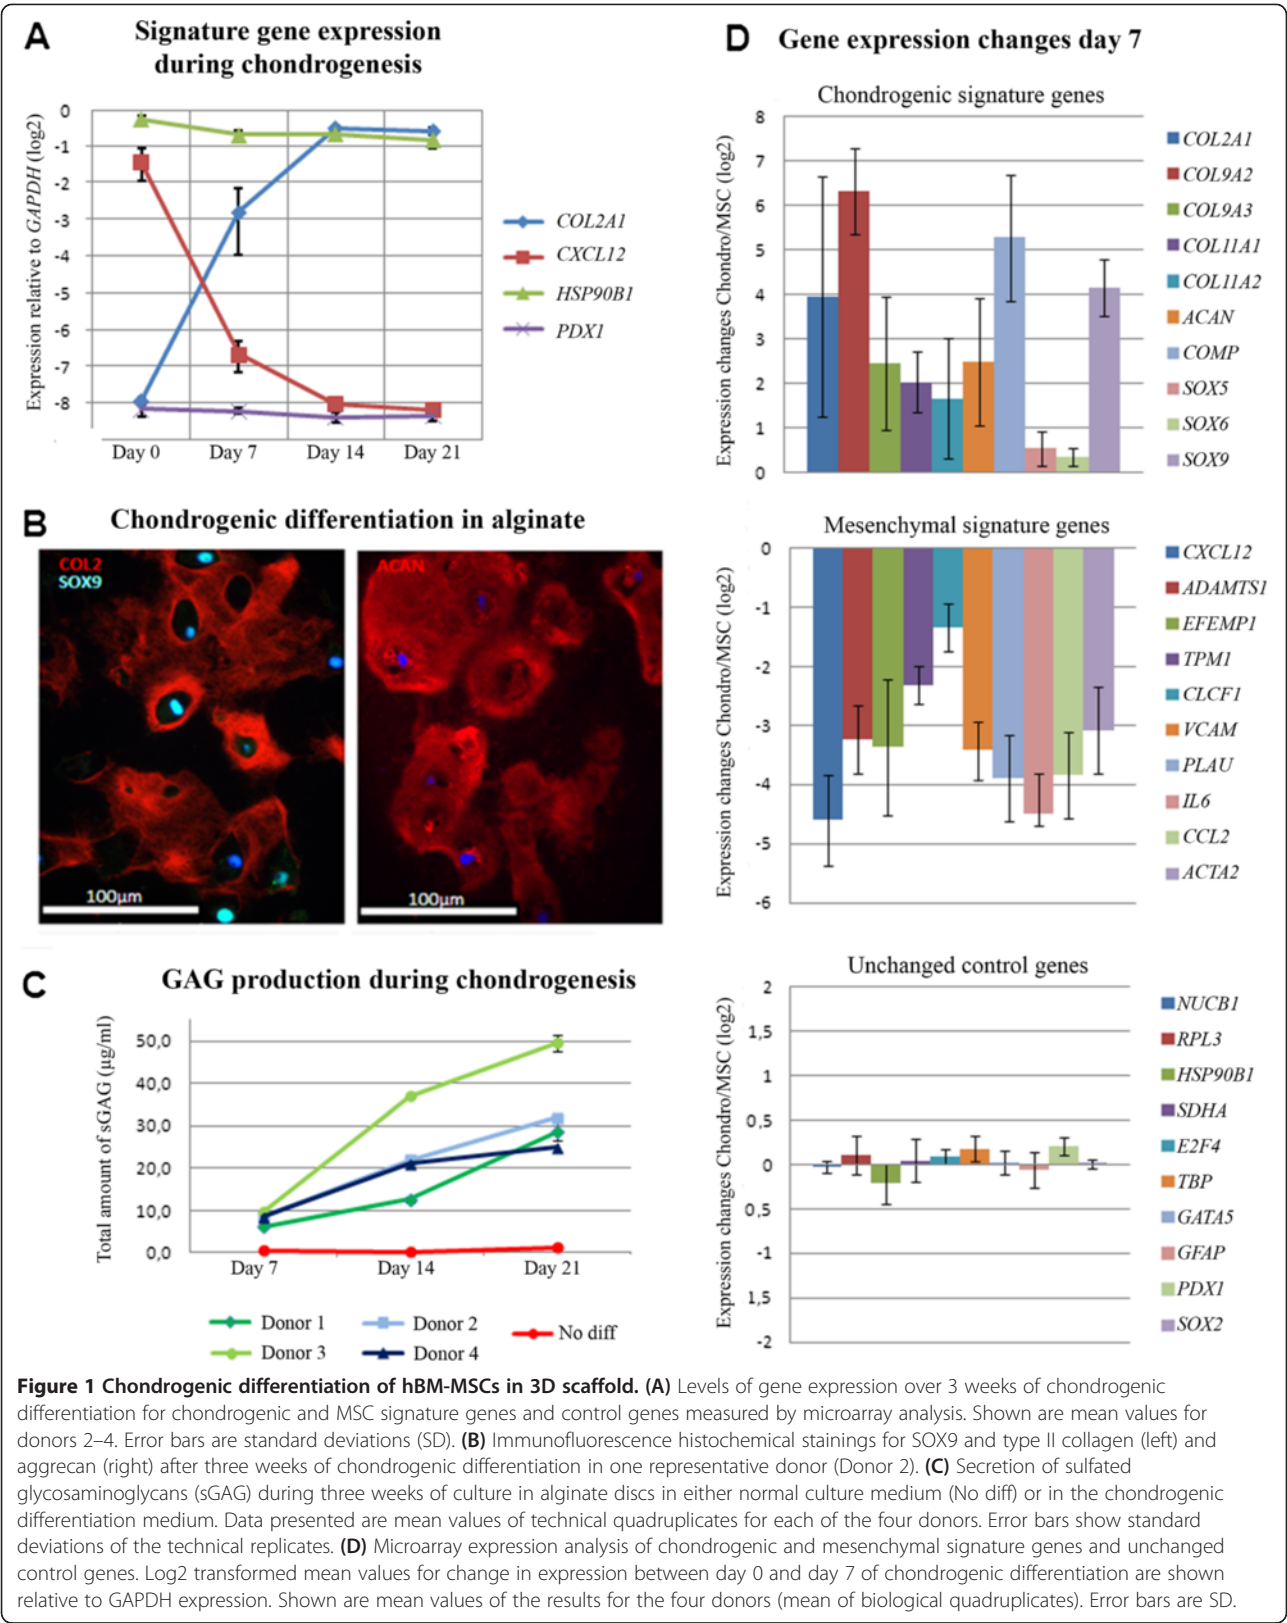 A
Signature gene expression
during chondrogenesis
Expression relative to GAPDH (log2)
0
-1
-2
-3
-4
-5
-6
-7
-8
Day 0 Day 7 Day 14 Day 21
COL2A1
CXCL12
HSP90B1
PDX1
B
Chondrogenic differentiation in alginate
COL2
SOX9
100µm
ACAN
100µm
C
GAG production during chondrogenesis
Total amount of sGAG (µg/ml)
50,0
40,0
30,0
20,0
10,0
0,0
Day 7 Day 14 Day 21
Donor 1 Donor 2 No diff
Donor 3 Donor 4
D
Gene expression changes day 7
Chondrogenic signature genes
Expression changes Chondro/MSC (log2)
8
7
6
5
4
3
2
1
0
COL2A1
COL9A2
COL9A3
COL11A1
COL11A2
ACAN
COMP
SOX5
SOX6
SOX9
Mesenchymal signature genes
Expression changes Chondro/MSC (log2)
0
-1
-2
-3
-4
-5
-6
CXCL12
ADAMTS1
EFEMP1
TPM1
CLCF1
VCAM
PLAU
IL6
CCL2
ACTA2
Unchanged control genes
Expression changes Chondro/MSC (log2)
2
1,5
1
0,5
0
0,5
-1
1,5
-2
NUCB1
RPL3
HSP90B1
SDHA
E2F4
TBP
GATA5
GFAP
PDX1
SOX2
Figure 1 Chondrogenic differentiation of hBM-MSCs in 3D scaffold. (A) Levels of gene expression over 3 weeks of chondrogenic
differentiation for chondrogenic and MSC signature genes and control genes measured by microarray analysis. Shown are mean values for
donors 2–4. Error bars are standard deviations (SD). (B) Immunofluorescence histochemical stainings for SOX9 and type II collagen (left) and
aggrecan (right) after three weeks of chondrogenic differentiation in one representative donor (Donor 2). (C) Secretion of sulfated
glycosaminoglycans (sGAG) during three weeks of culture in alginate discs in either normal culture medium (No diff) or in the chondrogenic
differentiation medium. Data presented are mean values of technical quadruplicates for each of the four donors. Error bars show standard
deviations of the technical replicates. (D) Microarray expression analysis of chondrogenic and mesenchymal signature genes and unchanged
control genes. Log2 transformed mean values for change in expression between day 0 and day 7 of chondrogenic differentiation are shown
relative to GAPDH expression. Shown are mean values of the results for the four donors (mean of biological quadruplicates). Error bars are SD.